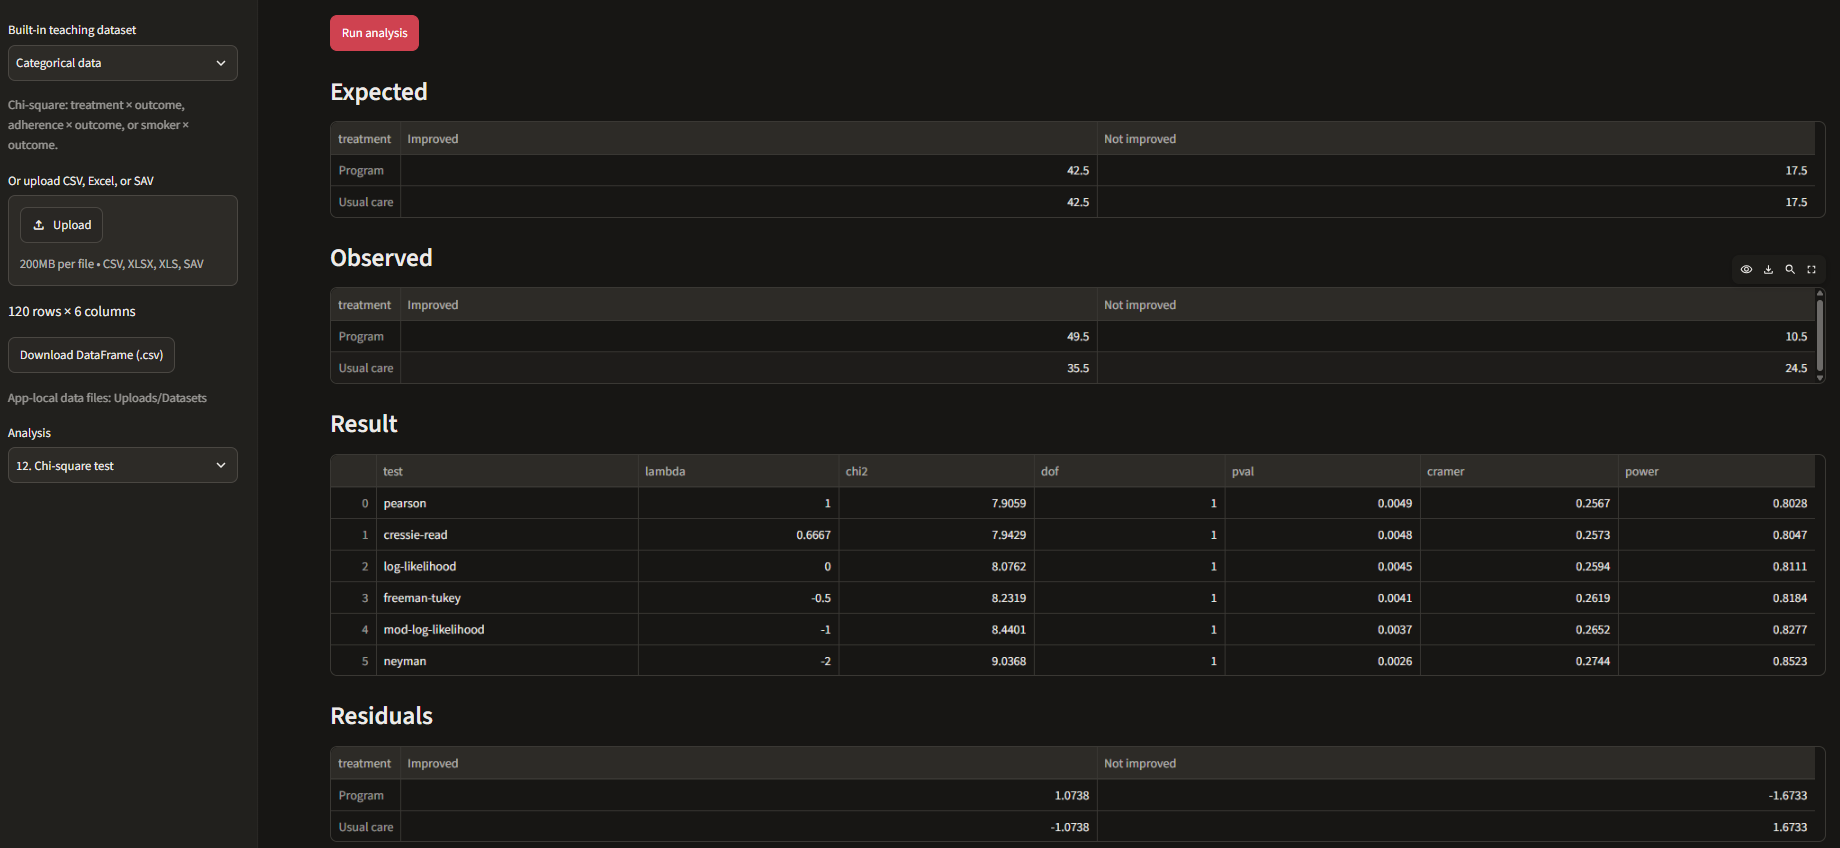 Built-in teaching dataset
Categorical data
Chi-square: treatment × outcome,
adherence × outcome, or smoker ×
outcome.
Or upload CSV, Excel, or SAV
Upload
200MB per file • CSV, XLSX, XLS, SAV
120 rows × 6 columns
Download DataFrame (.csv)
App-local data files: Uploads/Datasets
Analysis
12. Chi-square test
Run analysis
Expected
treatment Improved Not improved
Program 42.5 17.5
Usual care 42.5 17.5
Observed
treatment Improved Not improved
Program 49.5 10.5
Usual care 35.5 24.5
Result
test lambda chi2 dof pval cramer power
0 pearson 1 7.9059 1 0.0049 0.2567 0.8028
1 cressie-read 0.6667 7.9429 1 0.0048 0.2573 0.8047
2 log-likelihood 0 8.0762 1 0.0045 0.2594 0.8111
3 freeman-tukey -0.5 8.2319 1 0.0041 0.2619 0.8184
4 mod-log-likelihood -1 8.4401 1 0.0037 0.2652 0.8277
5 neyman -2 9.0368 1 0.0026 0.2744 0.8523
Residuals
treatment Improved Not improved
Program 1.0738 -1.6733
Usual care -1.0738 1.6733